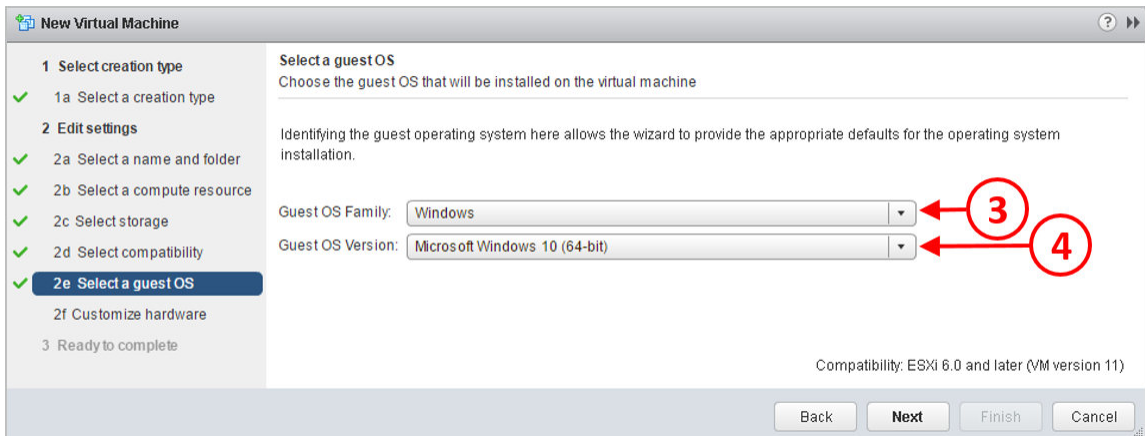 New Virtual Machine
1 Select creation type
1a Select a creation type
2 Edit settings
2a Select a name and folder
2b Select a compute resource
2c Select storage
2d Select compatibility
2e Select a guest OS
2f Customize hardware
3 Ready to complete
Select a guest OS
Choose the guest OS that will be installed on the virtual machine
Identifying the guest operating system here allows the wizard to provide the appropriate defaults for the operating system
installation.
Guest OS Family: Windows 3
Guest OS Version: Microsoft Windows 10 (64-bit) 4
Compatibility: ESXi 6.0 and later (VM version 11)
Back Next Finish Cancel